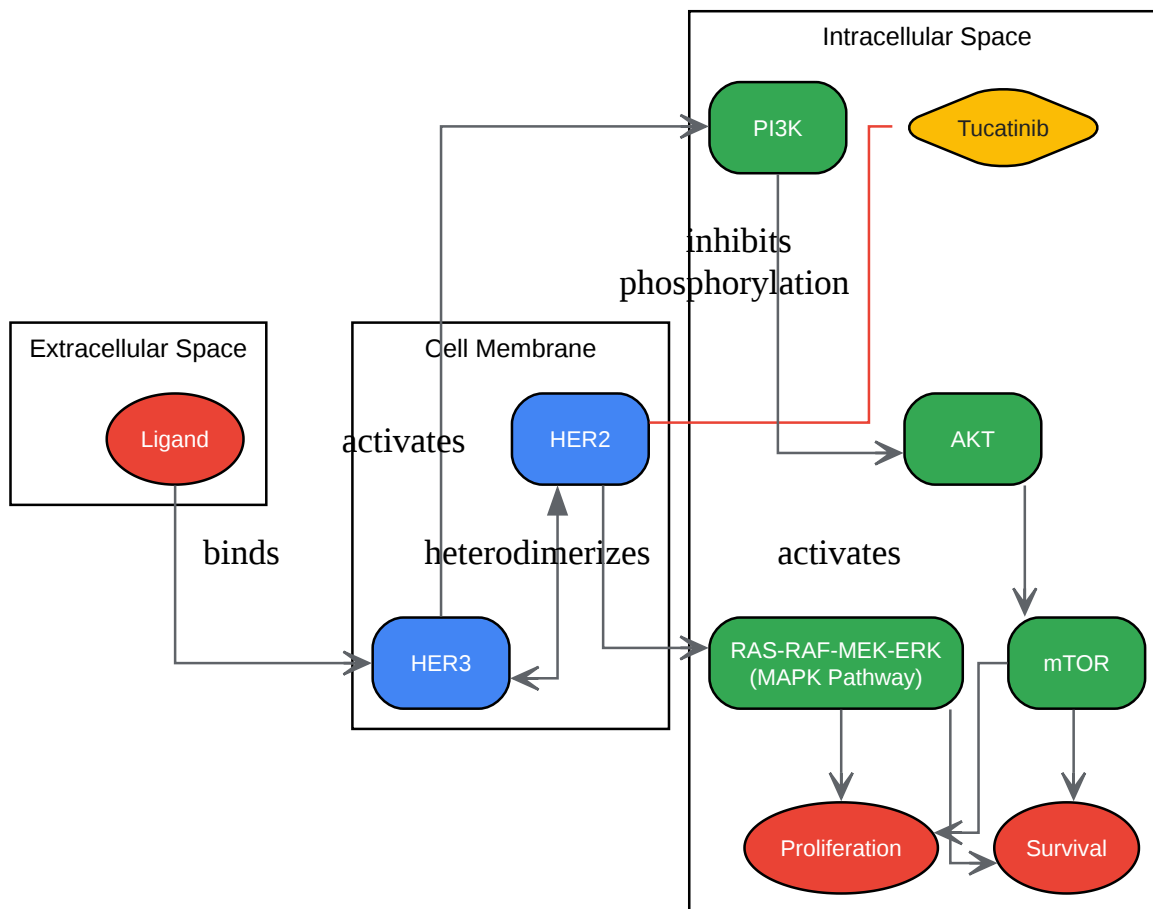 Intracellular Space
PI3K
Tucatinib
inhibits
phosphorylation
Extracellular Space
Cell Membrane
Ligand
activates
HER2
AKT
binds
heterodimerizes
activates
HER3
RAS-RAF-MEK-ERK
(MAPK Pathway)
mTOR
Proliferation
Survival